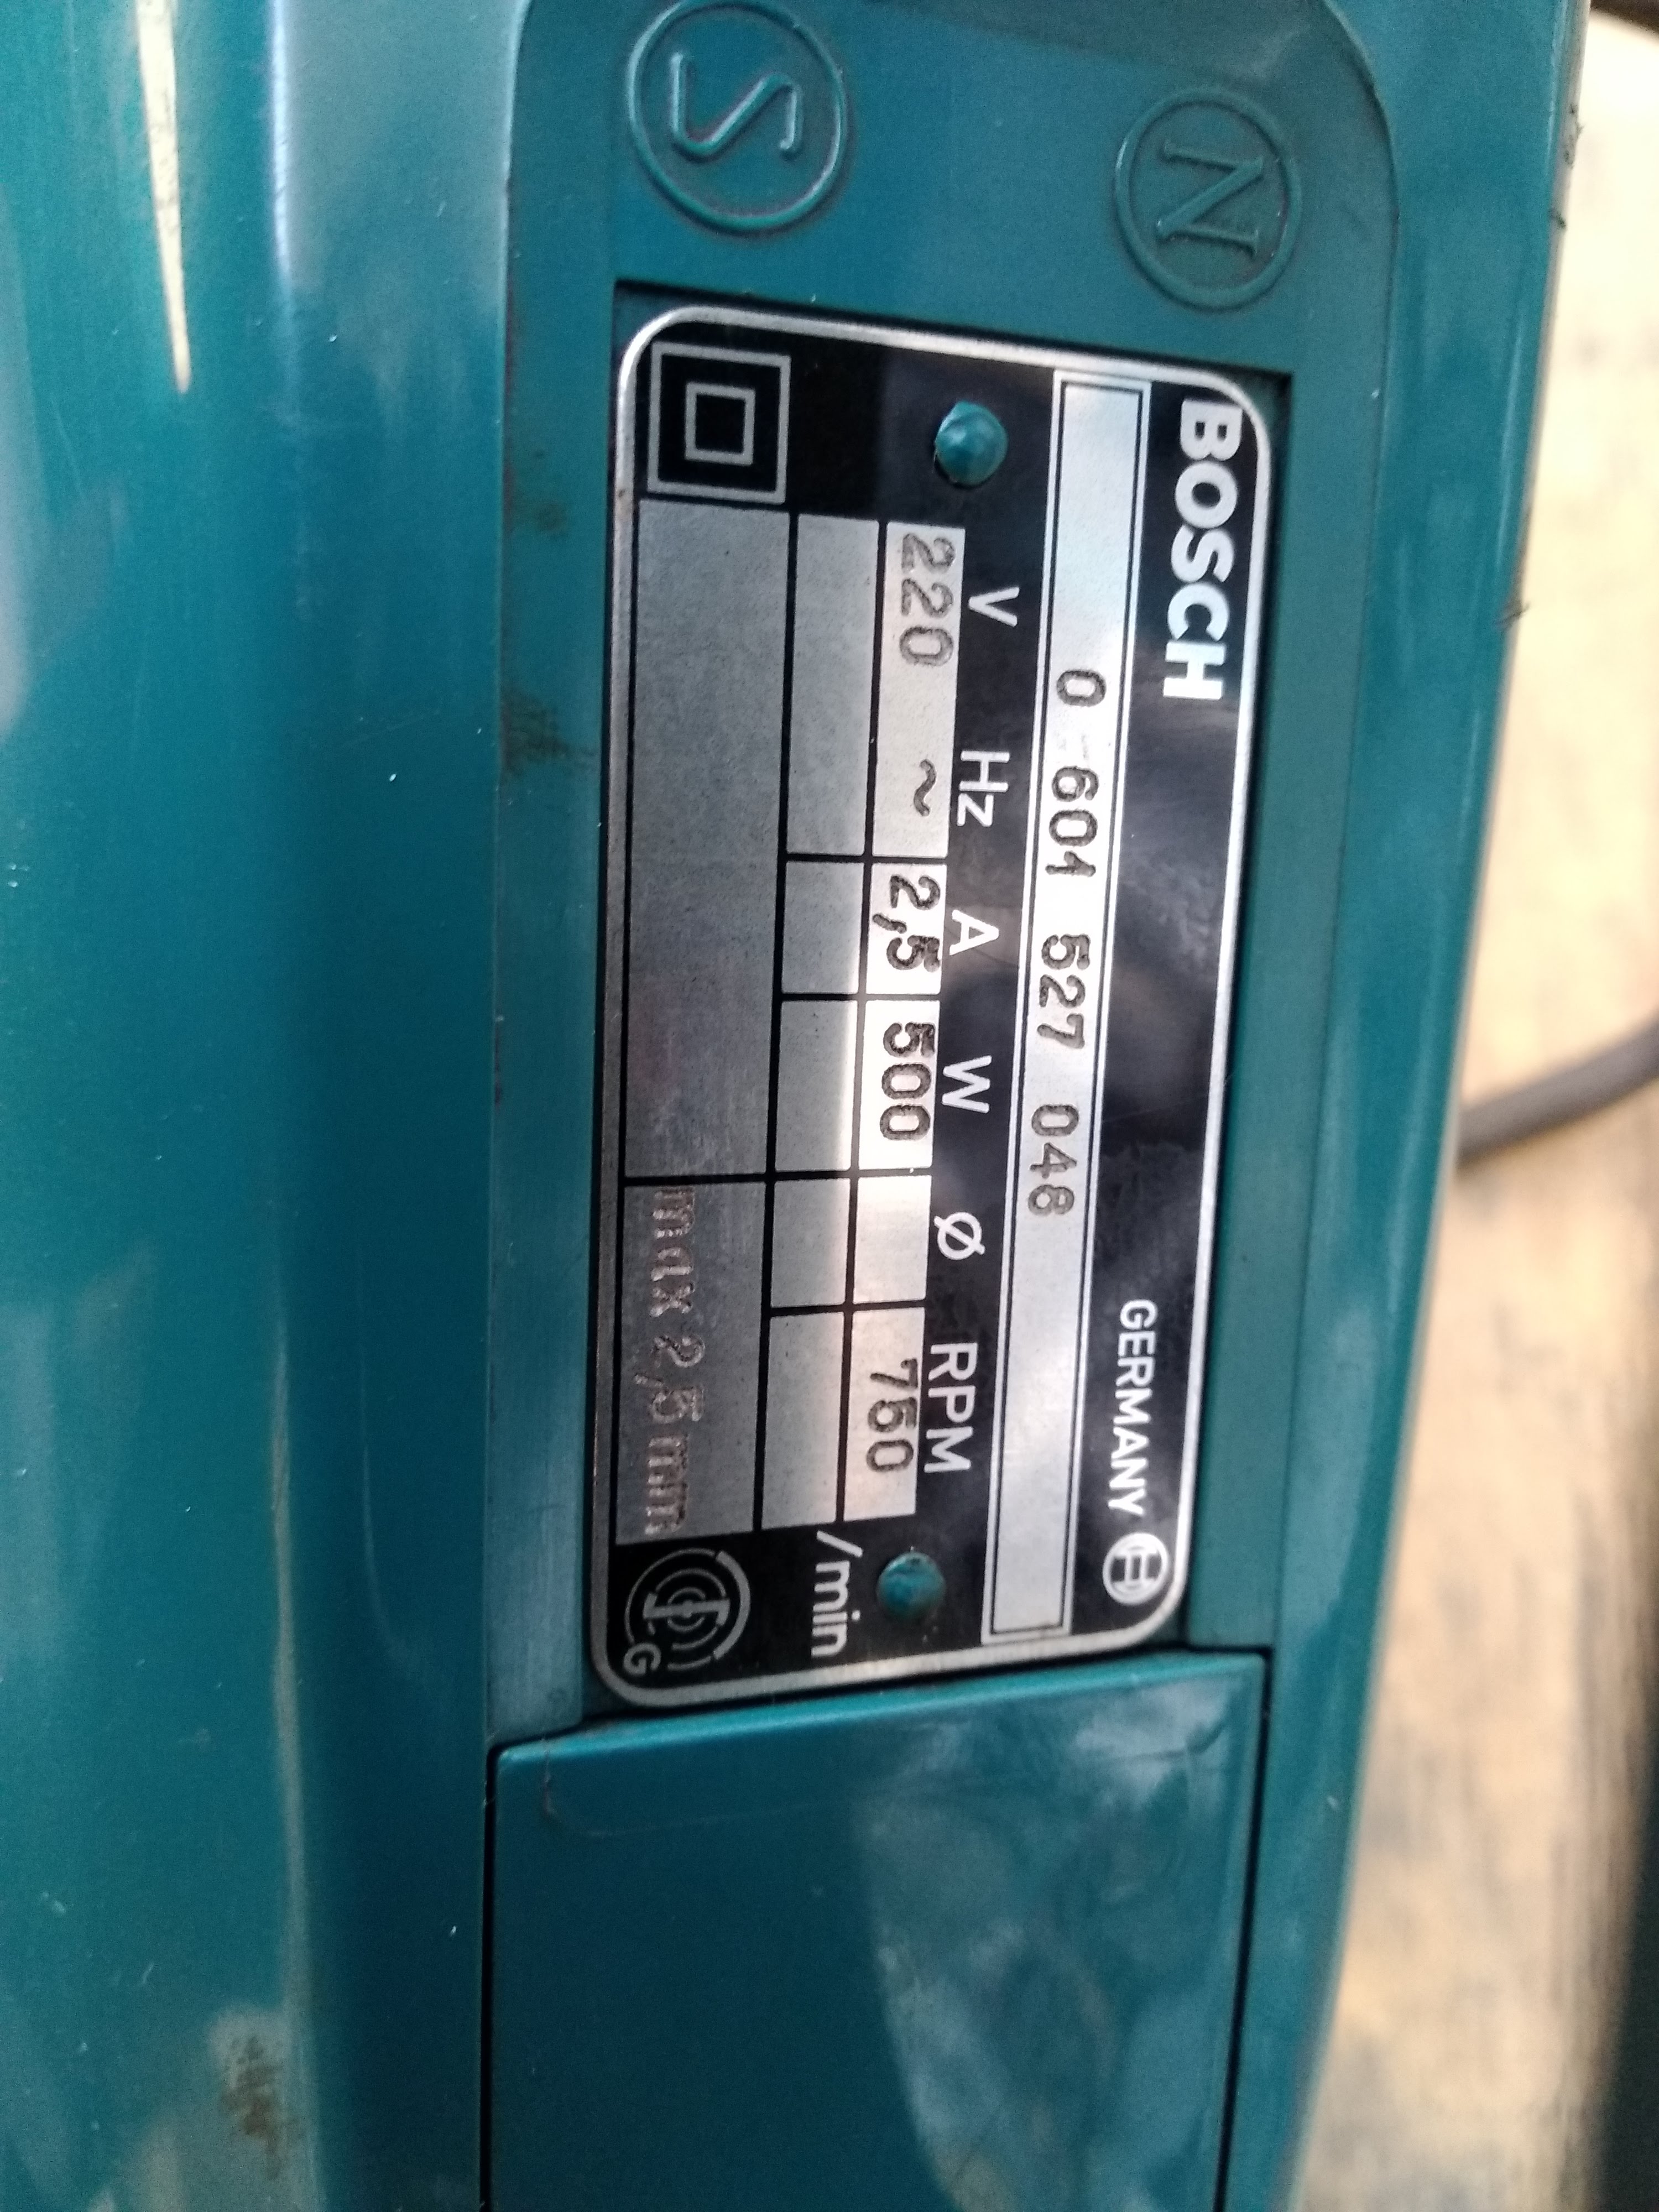 S N
BOSCH GERMANY
0 601 527 048
V Hz A W Ø RPM
220 ~ 2,5 500 750
/min
max 2,5 mm
G